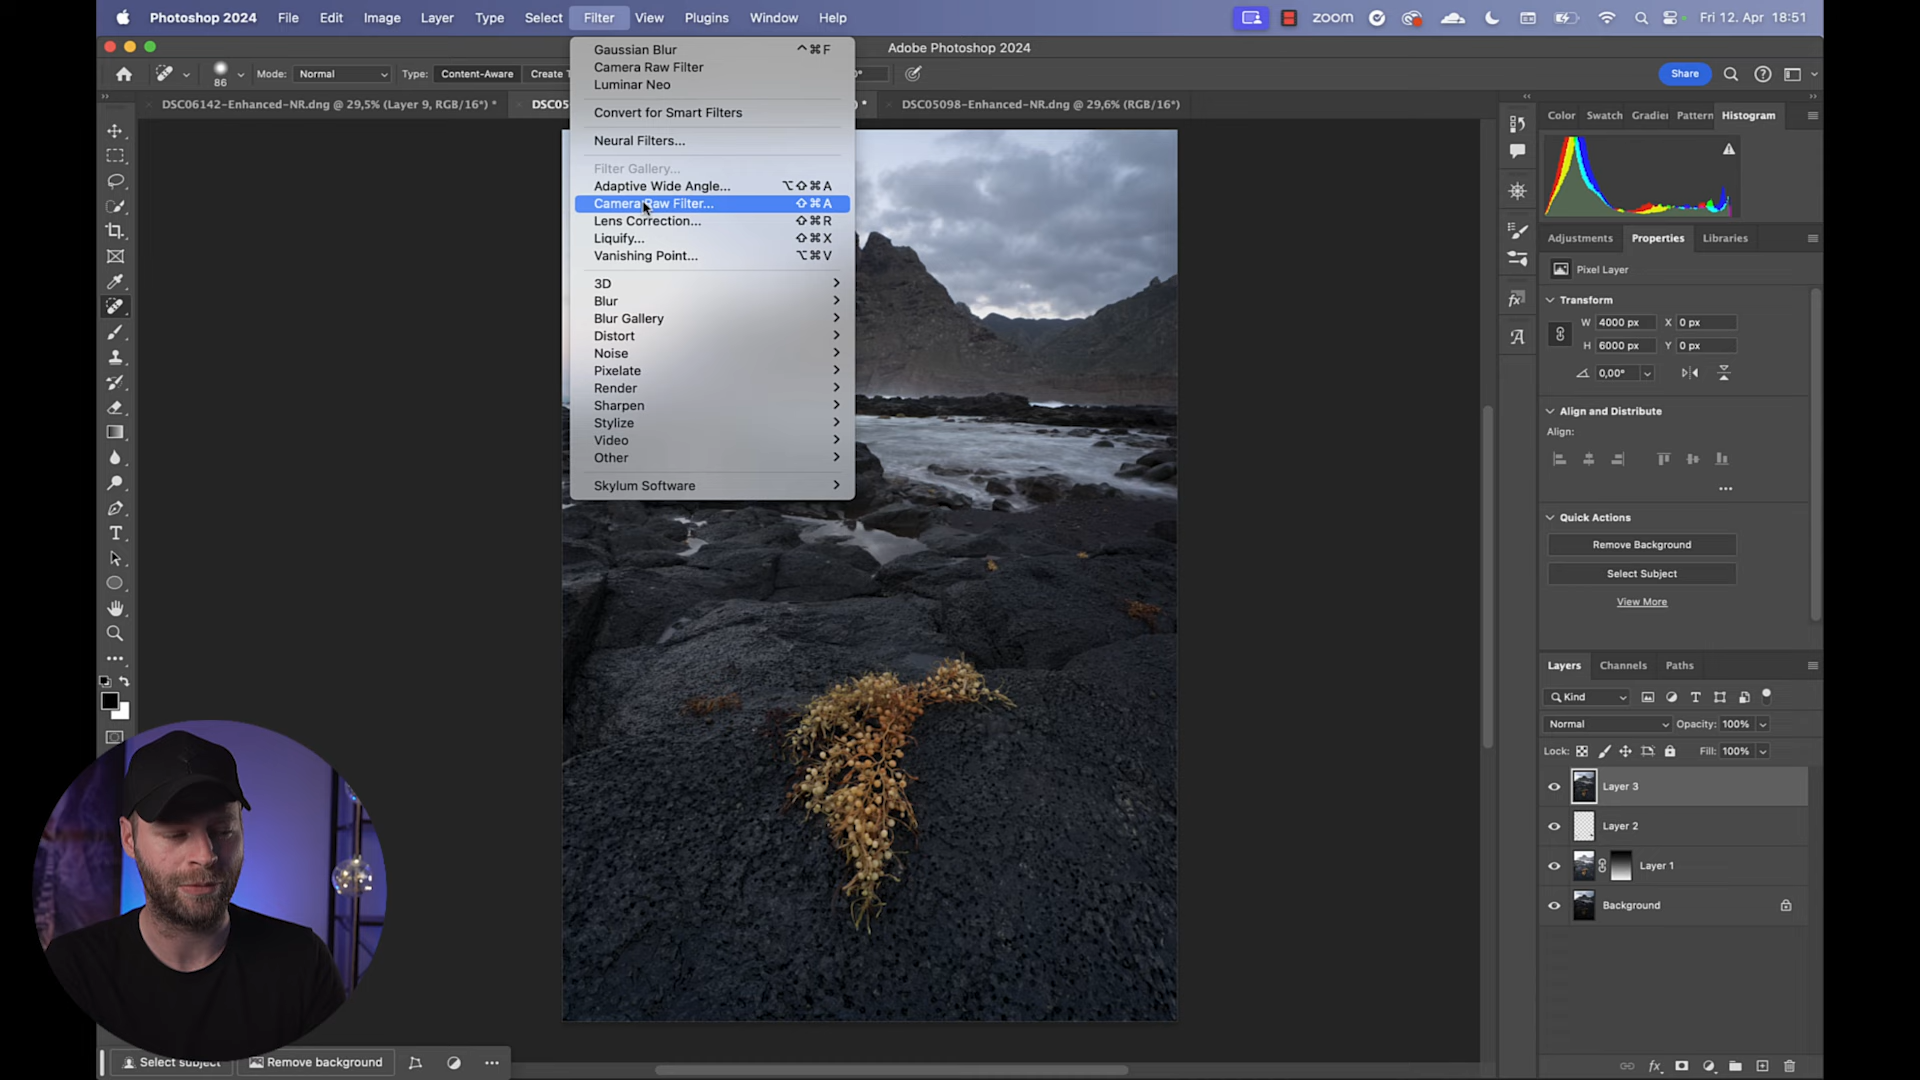 Photoshop 2024 File Edit Image Layer Type Select Filter View Plugins Window Help zoom Fri 12. Apr 18:51
Adobe Photoshop 2024
86 Mode: Normal Type: Content-Aware Create T Share
DSC06142-Enhanced-NR.dng @ 29,5% (Layer 9, RGB/16*) * DSC05 * DSC05098-Enhanced-NR.dng @ 29,6% (RGB/16*)
Gaussian Blur ^⌘F
Camera Raw Filter
Luminar Neo
Convert for Smart Filters
Neural Filters...
Filter Gallery...
Adaptive Wide Angle... ⌥⇧⌘A
Camera Raw Filter... ⇧⌘A
Lens Correction... ⇧⌘R
Liquify... ⇧⌘X
Vanishing Point... ⌥⌘V
3D
Blur
Blur Gallery
Distort
Noise
Pixelate
Render
Sharpen
Stylize
Video
Other
Skylum Software
Color Swatch Gradier Pattern Histogram
Adjustments Properties Libraries
Pixel Layer
Transform
W 4000 px X 0 px
H 6000 px Y 0 px
0,00°
Align and Distribute
Align:
Quick Actions
Remove Background
Select Subject
View More
Layers Channels Paths
Kind
Normal Opacity: 100%
Lock: Fill: 100%
Layer 3
Layer 2
Layer 1
Background
Select subject Remove background